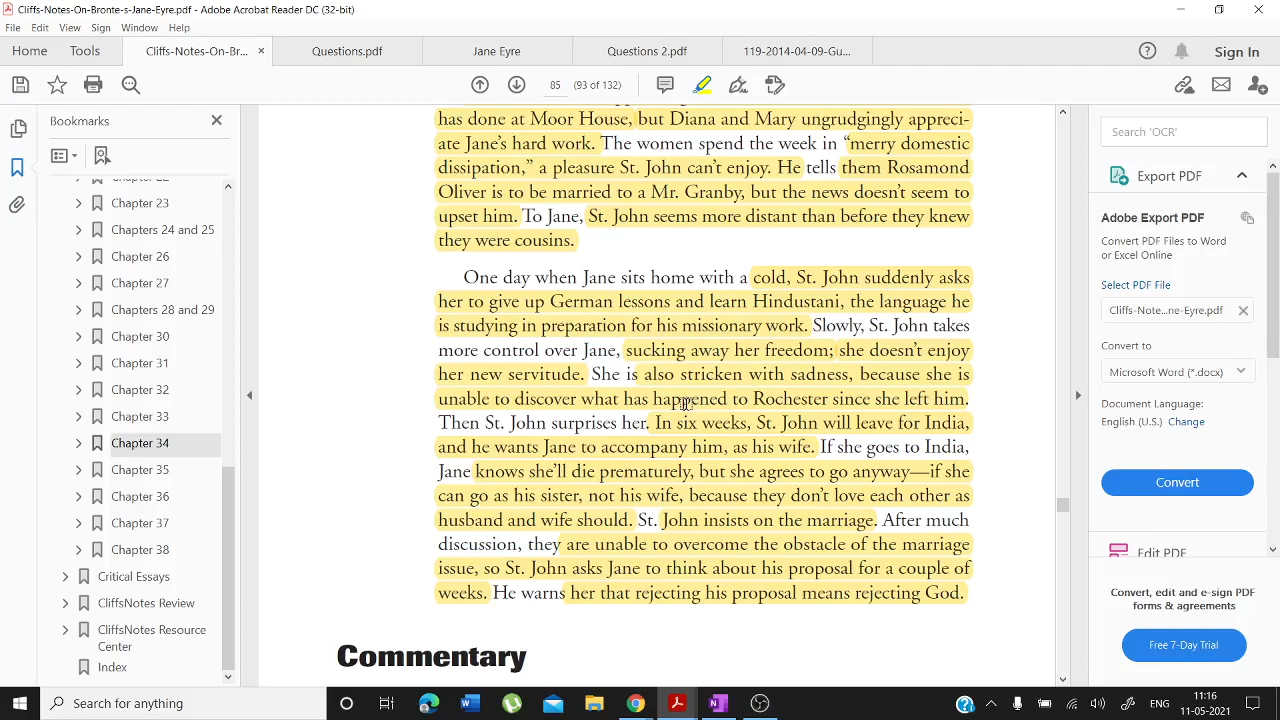 Cliffs-Notes-On-Bronte-s-Jane-Eyre.pdf - Adobe Acrobat Reader DC (32-bit)
File Edit View Sign Window Help
Home Tools Cliffs-Notes-On-Br... Questions.pdf Jane Eyre Questions 2.pdf 119-2014-04-09-Gu... Sign In
85 (93 of 132)
Bookmarks
Chapter 23
Chapters 24 and 25
Chapter 26
Chapter 27
Chapters 28 and 29
Chapter 30
Chapter 31
Chapter 32
Chapter 33
Chapter 34
Chapter 35
Chapter 36
Chapter 37
Chapter 38
Critical Essays
CliffsNotes Review
CliffsNotes Resource
Center
Index
has done at Moor House, but Diana and Mary ungrudgingly appreci-
ate Jane's hard work. The women spend the week in "merry domestic
dissipation," a pleasure St. John can't enjoy. He tells them Rosamond
Oliver is to be married to a Mr. Granby, but the news doesn't seem to
upset him. To Jane, St. John seems more distant than before they knew
they were cousins.
One day when Jane sits home with a cold, St. John suddenly asks
her to give up German lessons and learn Hindustani, the language he
is studying in preparation for his missionary work. Slowly, St. John takes
more control over Jane, sucking away her freedom; she doesn't enjoy
her new servitude. She is also stricken with sadness, because she is
unable to discover what has happened to Rochester since she left him.
Then St. John surprises her. In six weeks, St. John will leave for India,
and he wants Jane to accompany him, as his wife. If she goes to India,
Jane knows she'll die prematurely, but she agrees to go anyway—if she
can go as his sister, not his wife, because they don't love each other as
husband and wife should. St. John insists on the marriage. After much
discussion, they are unable to overcome the obstacle of the marriage
issue, so St. John asks Jane to think about his proposal for a couple of
weeks. He warns her that rejecting his proposal means rejecting God.
Commentary
Search 'OCR'
Export PDF
Adobe Export PDF
Convert PDF Files to Word
or Excel Online
Select PDF File
Cliffs-Note...ne-Eyre.pdf
Convert to
Microsoft Word (*.docx)
Document Language:
English (U.S.) Change
Convert
Edit PDF
Convert, edit and e-sign PDF
forms & agreements
Free 7-Day Trial
Search for anything
ENG
11:16
11-05-2021